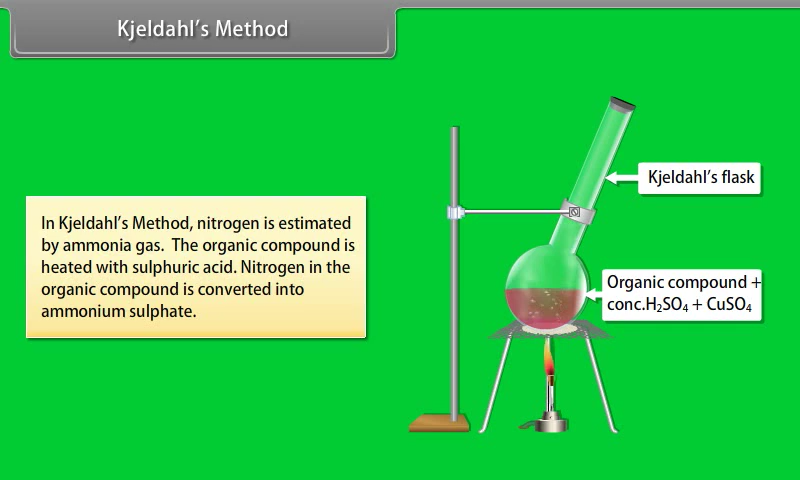 Kjeldahl's Method
In Kjeldahl's Method, nitrogen is estimated
by ammonia gas. The organic compound is
heated with sulphuric acid. Nitrogen in the
organic compound is converted into
ammonium sulphate.
Kjeldahl's flask
Organic compound +
conc.H₂SO₄ + CuSO₄